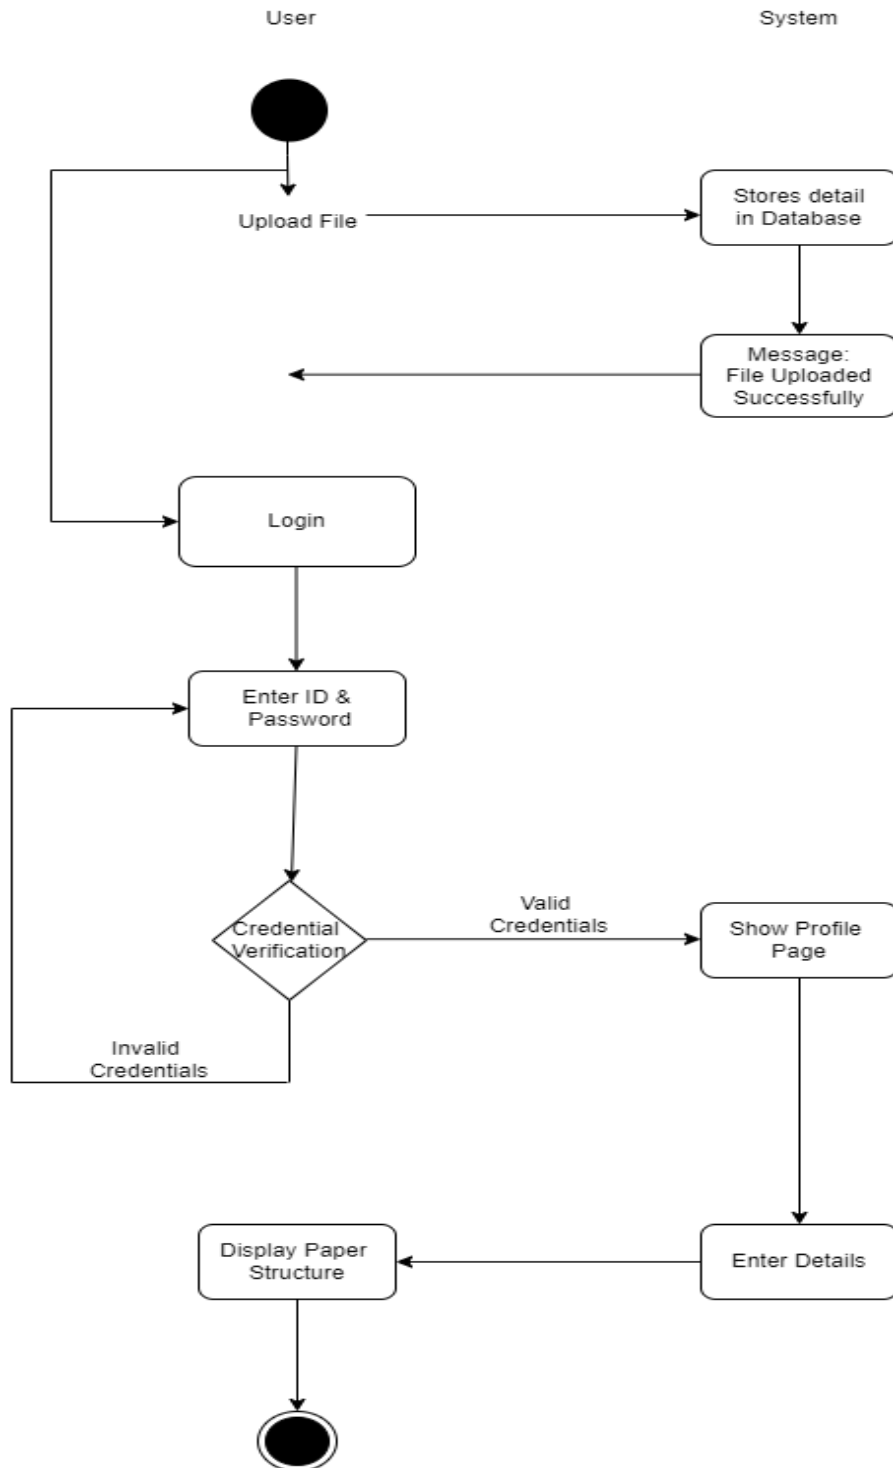 User
System
Upload File
Stores detail
in Database
Message:
File Uploaded
Successfully
Login
Enter ID &
Password
Credential
Verification
Valid
Credentials
Show Profile
Page
Invalid
Credentials
Display Paper
Structure
Enter Details